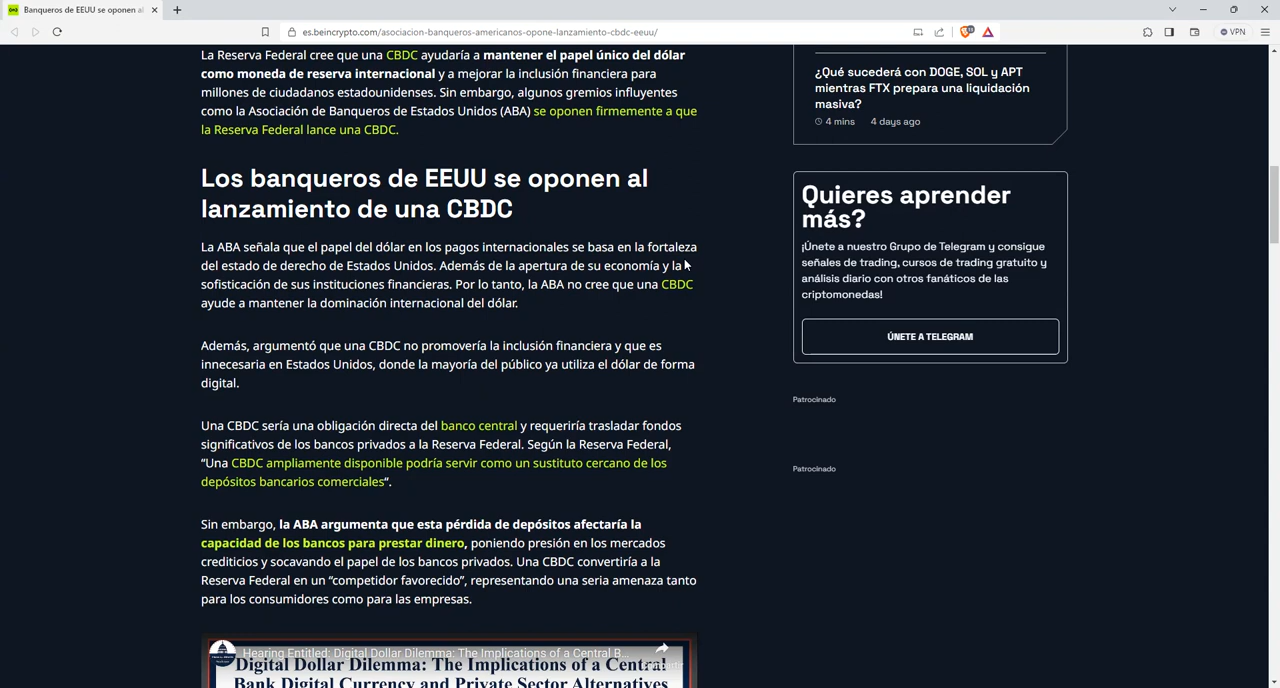 Banqueros de EEUU se oponen al
es.beincrypto.com/asociacion-banqueros-americanos-opone-lanzamiento-cbdc-eeuu/
VPN
La Reserva Federal cree que una CBDC ayudaría a mantener el papel único del dólar
como moneda de reserva internacional y a mejorar la inclusión financiera para
millones de ciudadanos estadounidenses. Sin embargo, algunos gremios influyentes
como la Asociación de Banqueros de Estados Unidos (ABA) se oponen firmemente a que
la Reserva Federal lance una CBDC.
Los banqueros de EEUU se oponen al
lanzamiento de una CBDC
La ABA señala que el papel del dólar en los pagos internacionales se basa en la fortaleza
del estado de derecho de Estados Unidos. Además de la apertura de su economía y la
sofisticación de sus instituciones financieras. Por lo tanto, la ABA no cree que una CBDC
ayude a mantener la dominación internacional del dólar.
Además, argumentó que una CBDC no promovería la inclusión financiera y que es
innecesaria en Estados Unidos, donde la mayoría del público ya utiliza el dólar de forma
digital.
Una CBDC sería una obligación directa del banco central y requeriría trasladar fondos
significativos de los bancos privados a la Reserva Federal. Según la Reserva Federal,
“Una CBDC ampliamente disponible podría servir como un sustituto cercano de los
depósitos bancarios comerciales“.
Sin embargo, la ABA argumenta que esta pérdida de depósitos afectaría la
capacidad de los bancos para prestar dinero, poniendo presión en los mercados
crediticios y socavando el papel de los bancos privados. Una CBDC convertiría a la
Reserva Federal en un “competidor favorecido”, representando una seria amenaza tanto
para los consumidores como para las empresas.
Hearing Entitled: Digital Dollar Dilemma: The Implications of a Central B...
Digital Dollar Dilemma: The Implications of a Central
Bank Digital Currency and Private Sector Alternatives
¿Qué sucederá con DOGE, SOL y APT
mientras FTX prepara una liquidación
masiva?
4 mins 4 days ago
Quieres aprender
más?
¡Únete a nuestro Grupo de Telegram y consigue
señales de trading, cursos de trading gratuito y
análisis diario con otros fanáticos de las
criptomonedas!
ÚNETE A TELEGRAM
Patrocinado
Patrocinado